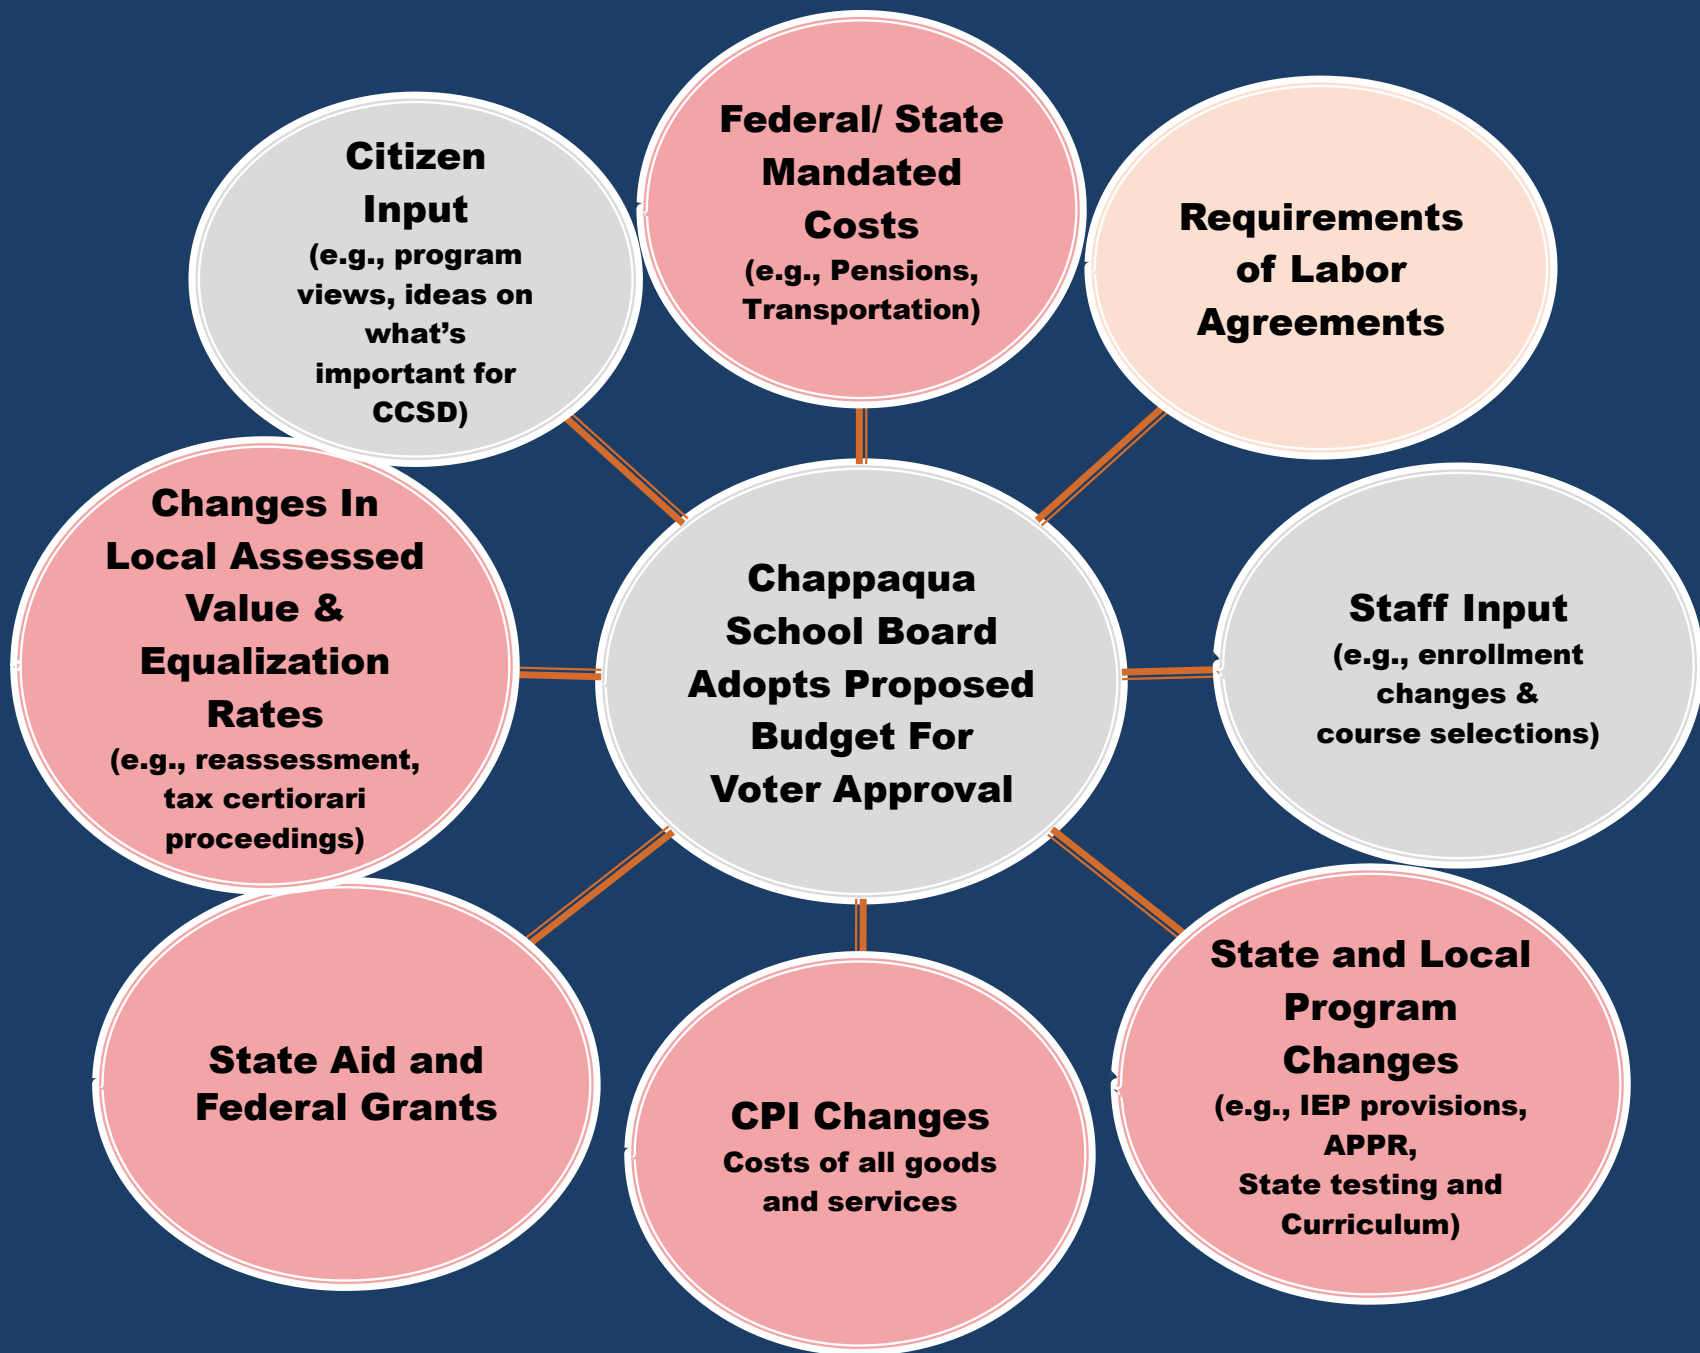 Citizen
Input
(e.g., program
views, ideas on
what's
important for
CCSD)
Federal/ State
Mandated
Costs
(e.g., Pensions,
Transportation)
Requirements
of Labor
Agreements
Changes In
Local Assessed
Value &
Equalization
Rates
(e.g., reassessment,
tax certiorari
proceedings)
Chappaqua
School Board
Adopts Proposed
Budget For
Voter Approval
Staff Input
(e.g., enrollment
changes &
course selections)
State Aid and
Federal Grants
CPI Changes
Costs of all goods
and services
State and Local
Program
Changes
(e.g., IEP provisions,
APPR,
State testing and
Curriculum)